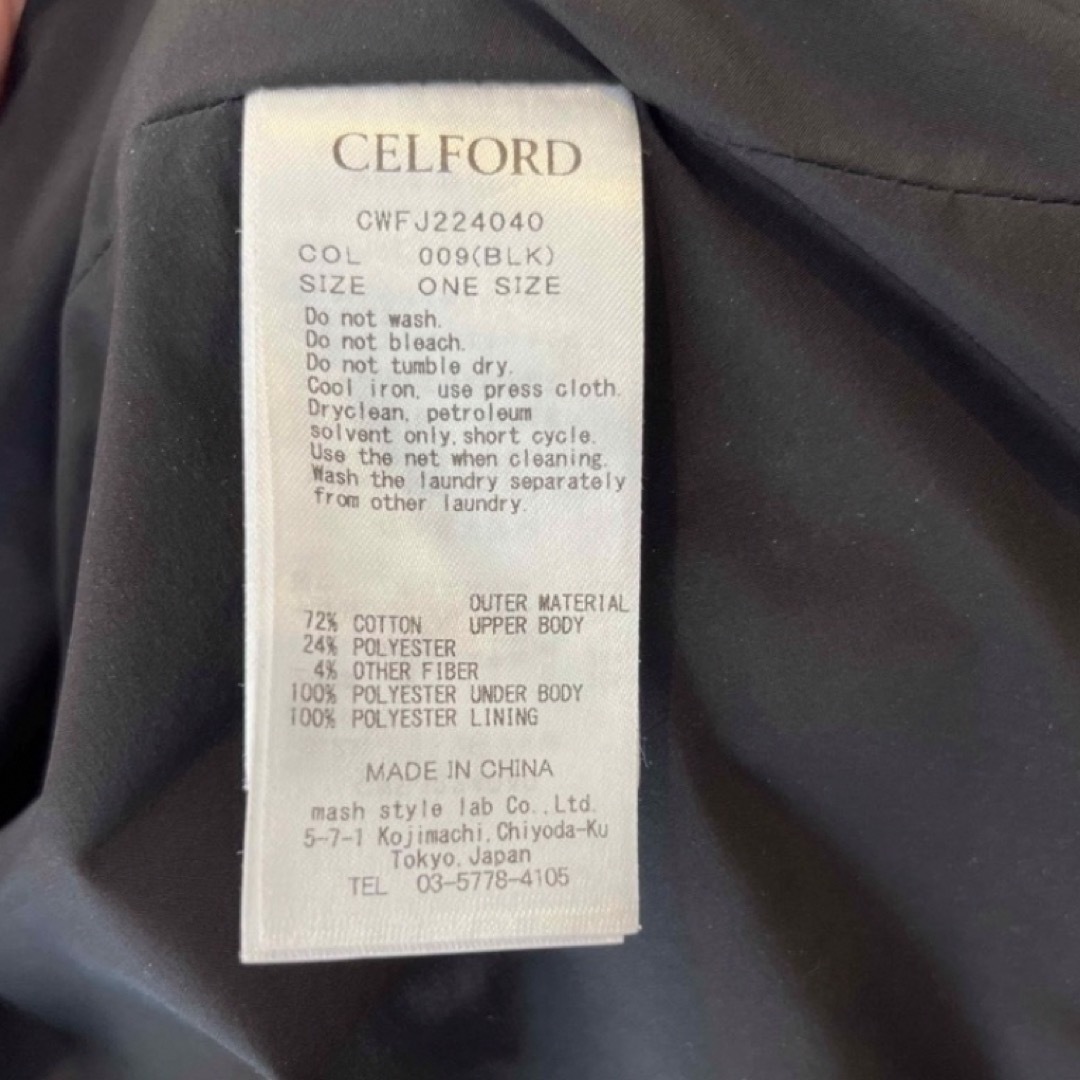 CELFORD
CWFJ224040
COL 009(BLK)
SIZE ONE SIZE
Do not wash.
Do not bleach.
Do not tumble dry.
Cool iron, use press cloth.
Dryclean, petroleum
solvent only, short cycle.
Use the net when cleaning.
Wash the laundry separately
from other laundry.
OUTER MATERIAL
72% COTTON UPPER BODY
24% POLYESTER
4% OTHER FIBER
100% POLYESTER UNDER BODY
100% POLYESTER LINING
MADE IN CHINA
mash style lab Co.,Ltd.
5-7-1 Kojimachi, Chiyoda-Ku
Tokyo, Japan
TEL 03-5778-4105